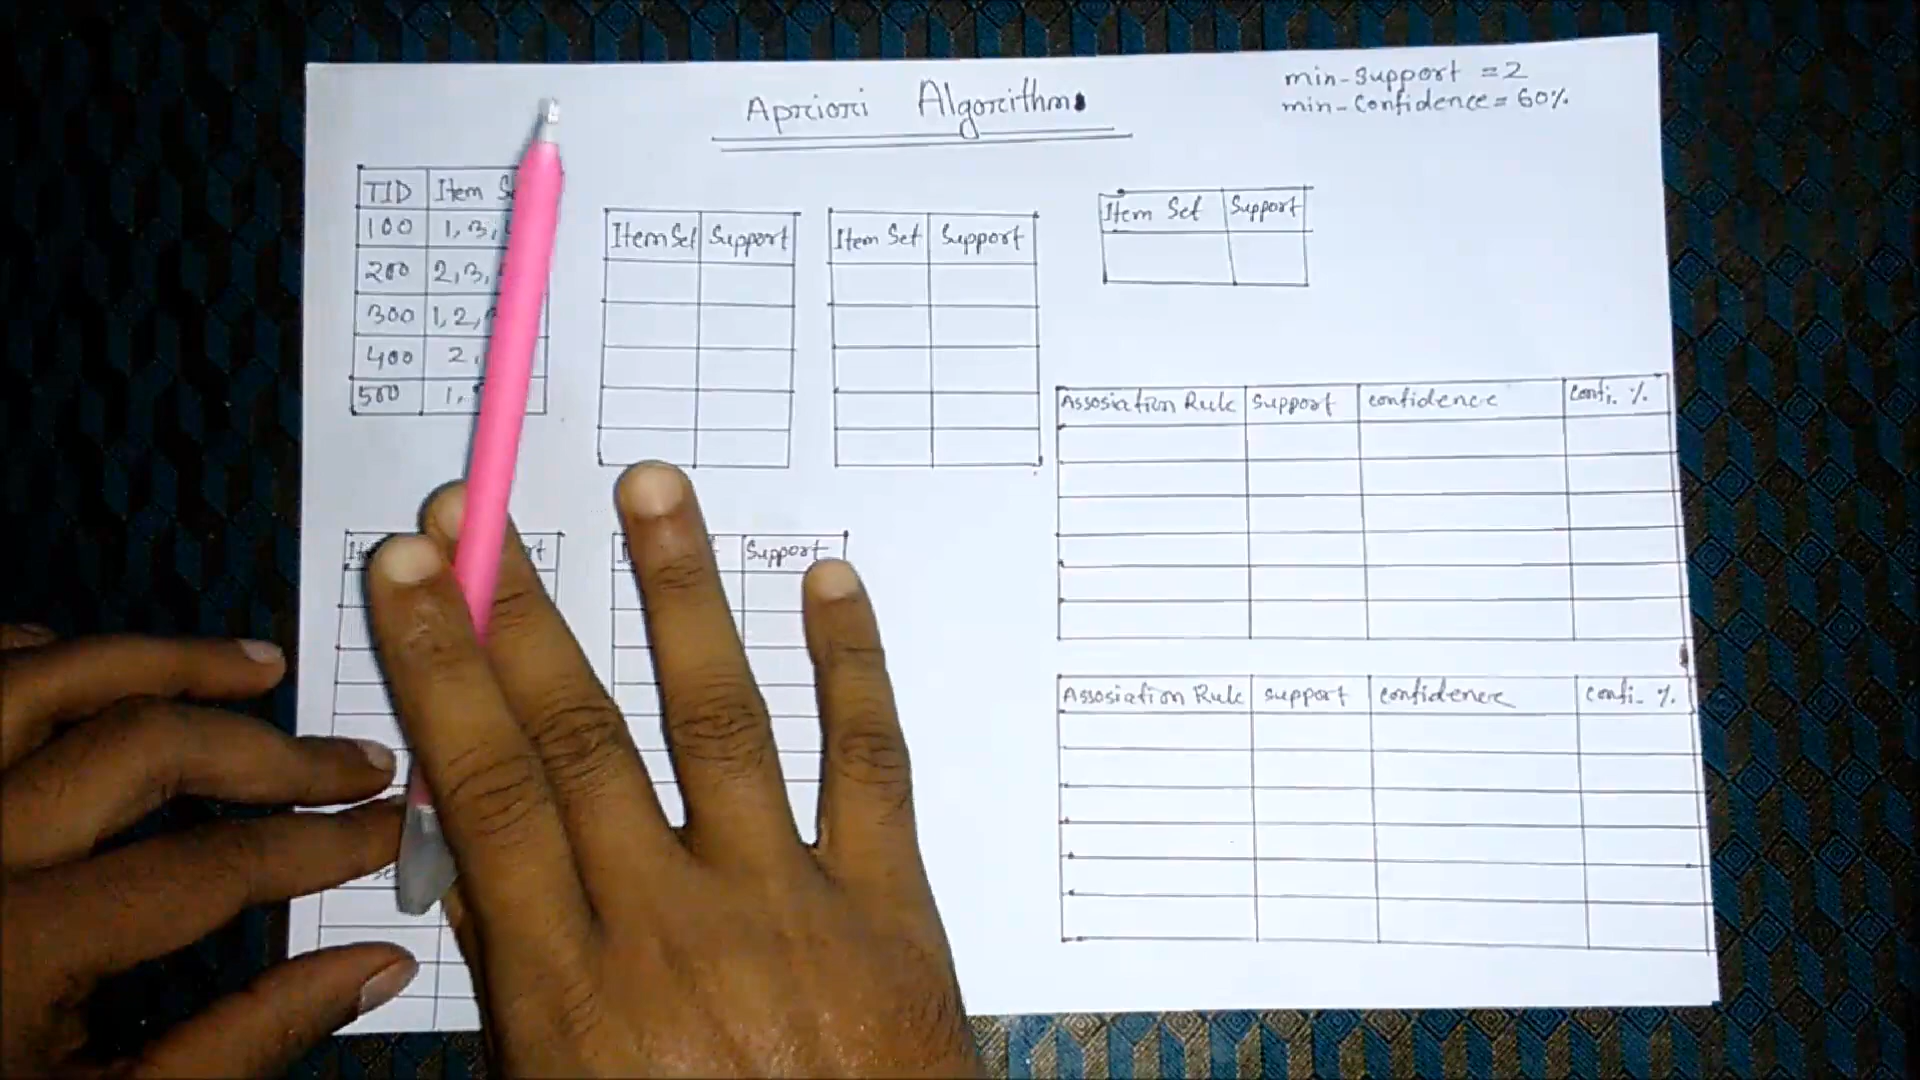 Apriori Algorithm
min-support = 2
min-confidence = 60%
TID Item
100 1, 3,
200 2, 3,
300 1, 2,
400 2,
500 1,
Item Set Support
Item Set Support
Item Set Support
Support
Assosiation Rule Support confidence Confi. %
Assosiation Rule support confidence confi. %